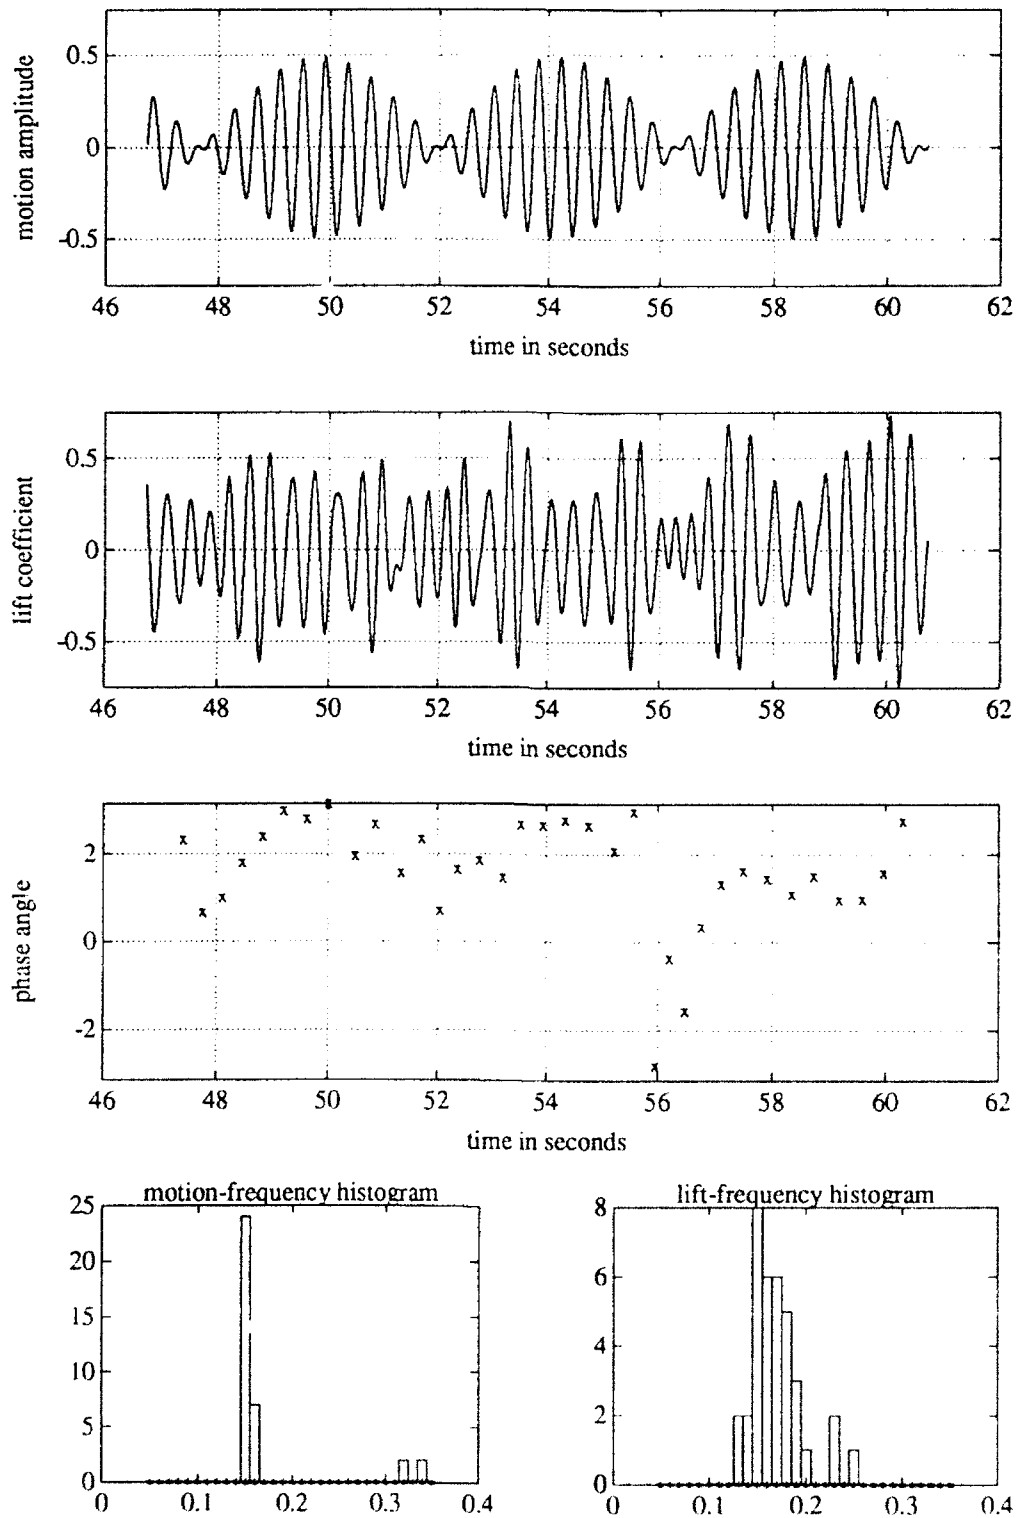 motion amplitude
0.5
0
-0.5
46 48 50 52 54 56 58 60 62
time in seconds
lift coefficient
0.5
0
-0.5
46 48 50 52 54 56 58 60 62
time in seconds
phase angle
2
0
-2
46 48 50 52 54 56 58 60 62
time in seconds
motion-frequency histogram
25
20
15
10
5
0
0 0.1 0.2 0.3 0.4
lift-frequency histogram
8
6
4
2
0
0 0.1 0.2 0.3 0.4